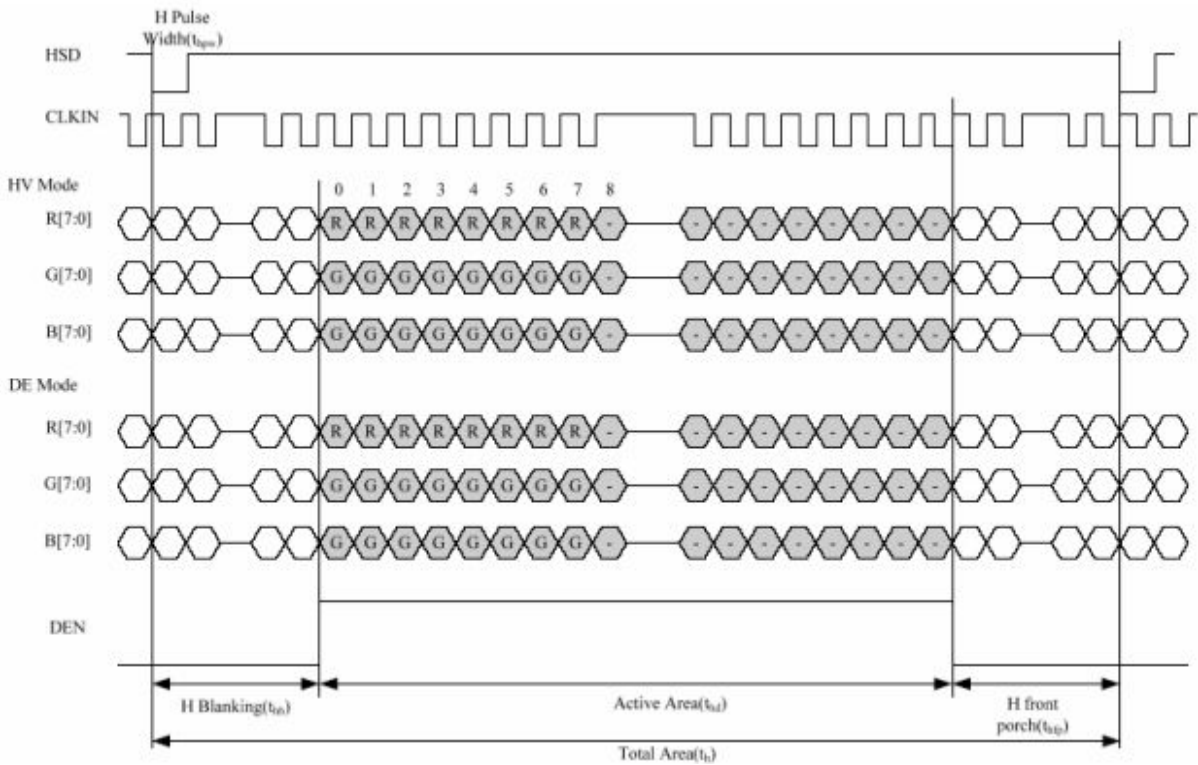 H Pulse
Width(thpw)
HSD
CLKIN
HV Mode
0 1 2 3 4 5 6 7 8
R[7:0] R R R R R R R R - - - - - - - - -
G[7:0] G G G G G G G G - - - - - - - - -
B[7:0] G G G G G G G G - - - - - - - - -
DE Mode
R[7:0] R R R R R R R R - - - - - - - - -
G[7:0] G G G G G G G G - - - - - - - - -
B[7:0] G G G G G G G G - - - - - - - - -
DEN
H Blanking(thb)
Active Area(thd)
H front
porch(thfp)
Total Area(th)